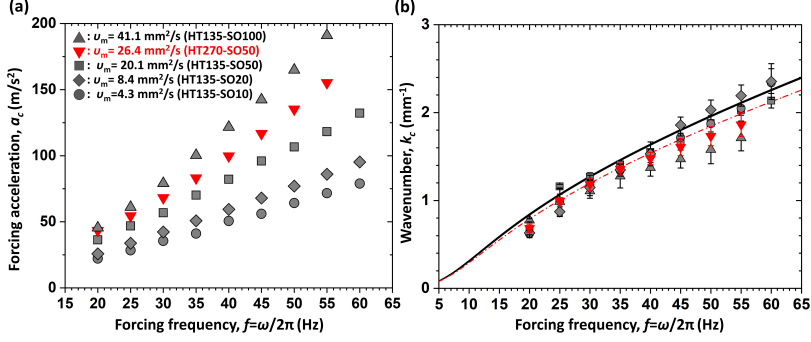 (a)
200
150
100
50
0
15 20 25 30 35 40 45 50 55 60 65
Forcing acceleration, α_c (m/s²)
Forcing frequency, f=ω/2π (Hz)
: υₘ= 41.1 mm²/s (HT135-SO100)
: υₘ= 26.4 mm²/s (HT270-SO50)
: υₘ= 20.1 mm²/s (HT135-SO50)
: υₘ= 8.4 mm²/s (HT135-SO20)
: υₘ=4.3 mm²/s (HT135-SO10)
(b)
3
2
1
0
5 10 15 20 25 30 35 40 45 50 55 60 65
Wavenumber, k_c (mm⁻¹)
Forcing frequency, f=ω/2π (Hz)